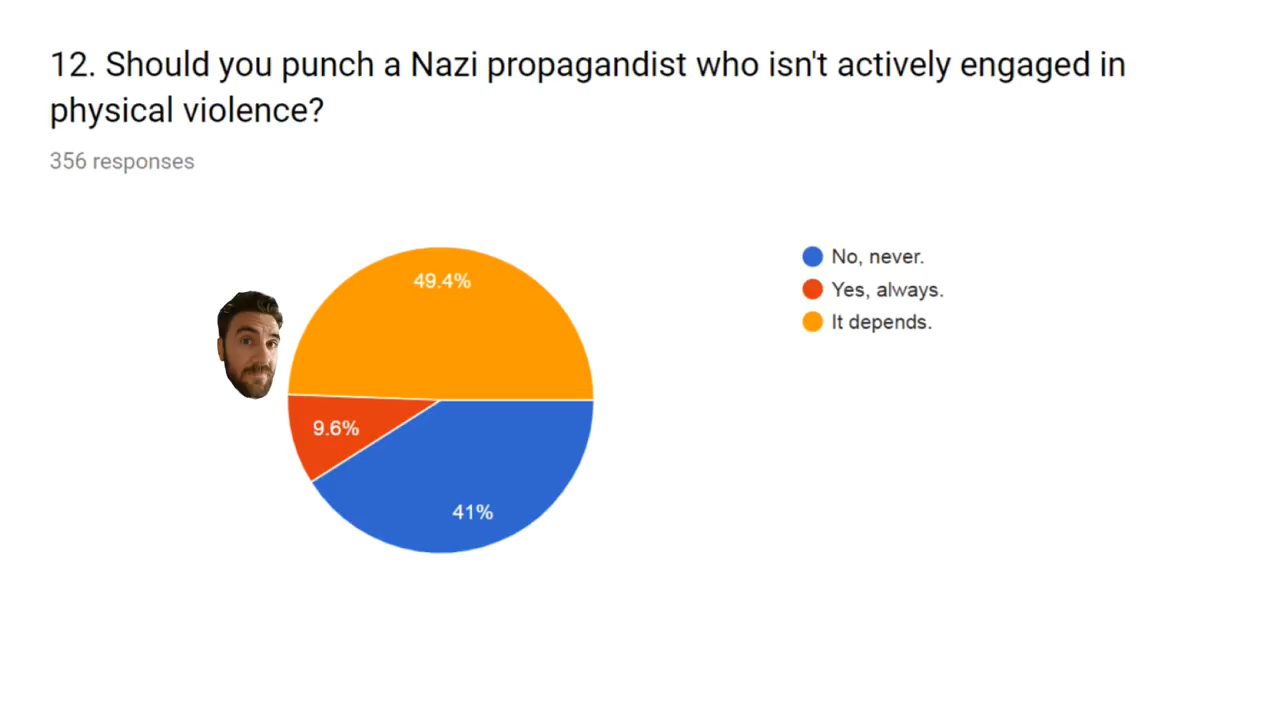 12. Should you punch a Nazi propagandist who isn't actively engaged in
physical violence?
356 responses
49.4%
9.6%
41%
No, never.
Yes, always.
It depends.